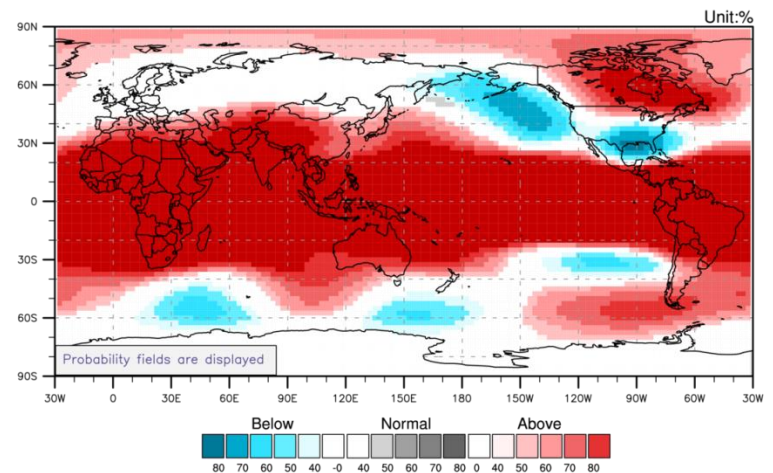 Unit:%
90N
60N
30N
0
30S
60S
90S
Probability fields are displayed
30W 0 30E 60E 90E 120E 150E 180 150W 120W 90W 60W 30W
Below Normal Above
80 70 60 50 40 -0 40 50 60 70 80 0 40 50 60 70 80